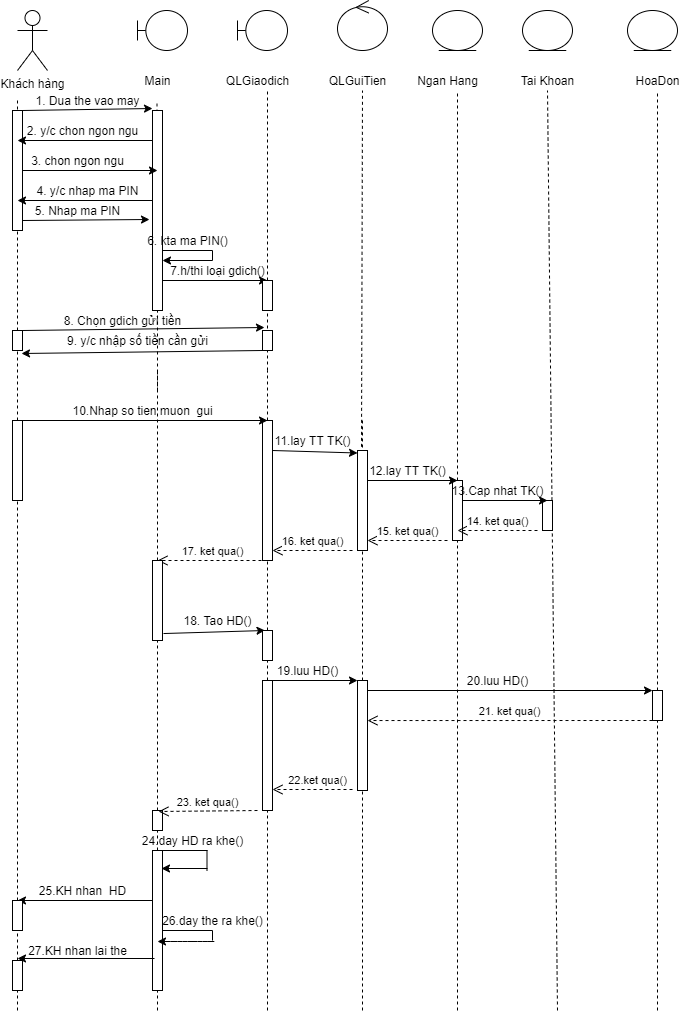 Khách hàng
Main
QLGiaodich
QLGuiTien
Ngan Hang
Tai Khoan
HoaDon
1. Dua the vao may
2. y/c chon ngon ngu
3. chon ngon ngu
4. y/c nhap ma PIN
5. Nhap ma PIN
6. kta ma PIN()
7.h/thi loại gdich()
8. Chọn gdich gửi tiền
9. y/c nhập số tiền cần gửi
10.Nhap so tien muon gui
11.lay TT TK()
12.lay TT TK()
13.Cap nhat TK()
14. ket qua()
15. ket qua()
16. ket qua()
17. ket qua()
18. Tao HD()
19.luu HD()
20.luu HD()
21. ket qua()
22.ket qua()
23. ket qua()
24.day HD ra khe()
25.KH nhan HD
26.day the ra khe()
27.KH nhan lai the